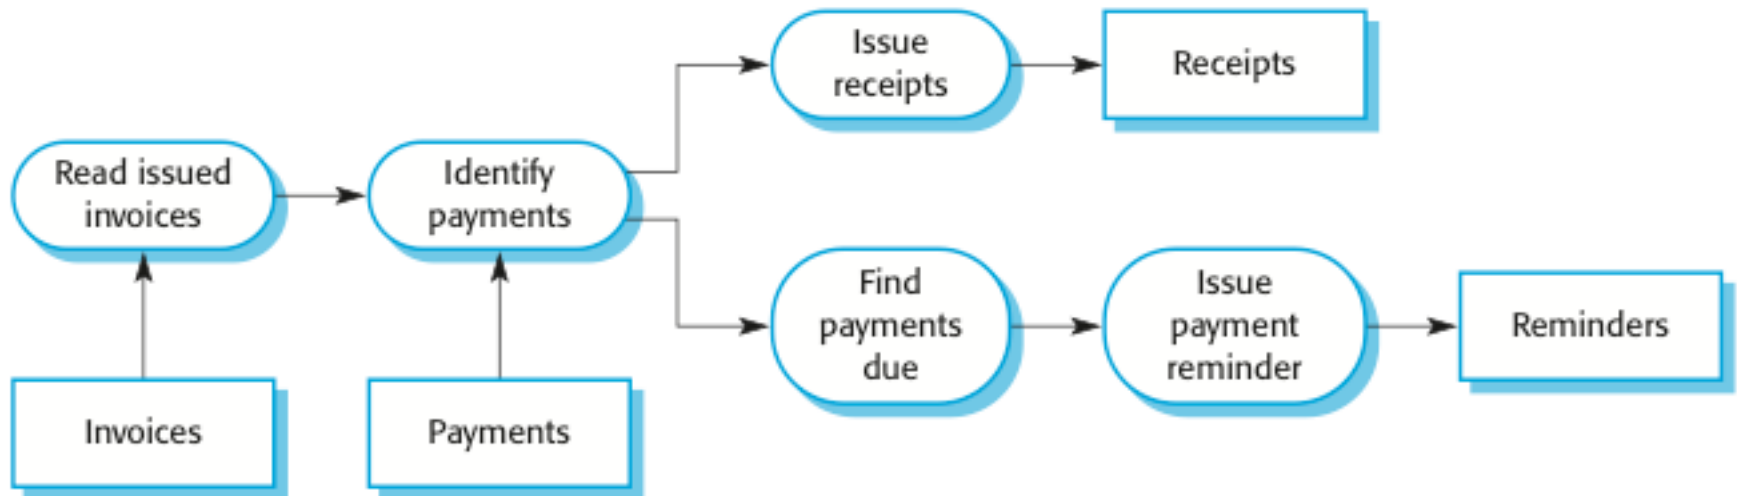 Issue
receipts
Receipts
Read issued
invoices
Identify
payments
Find
payments
due
Issue
payment
reminder
Reminders
Invoices
Payments